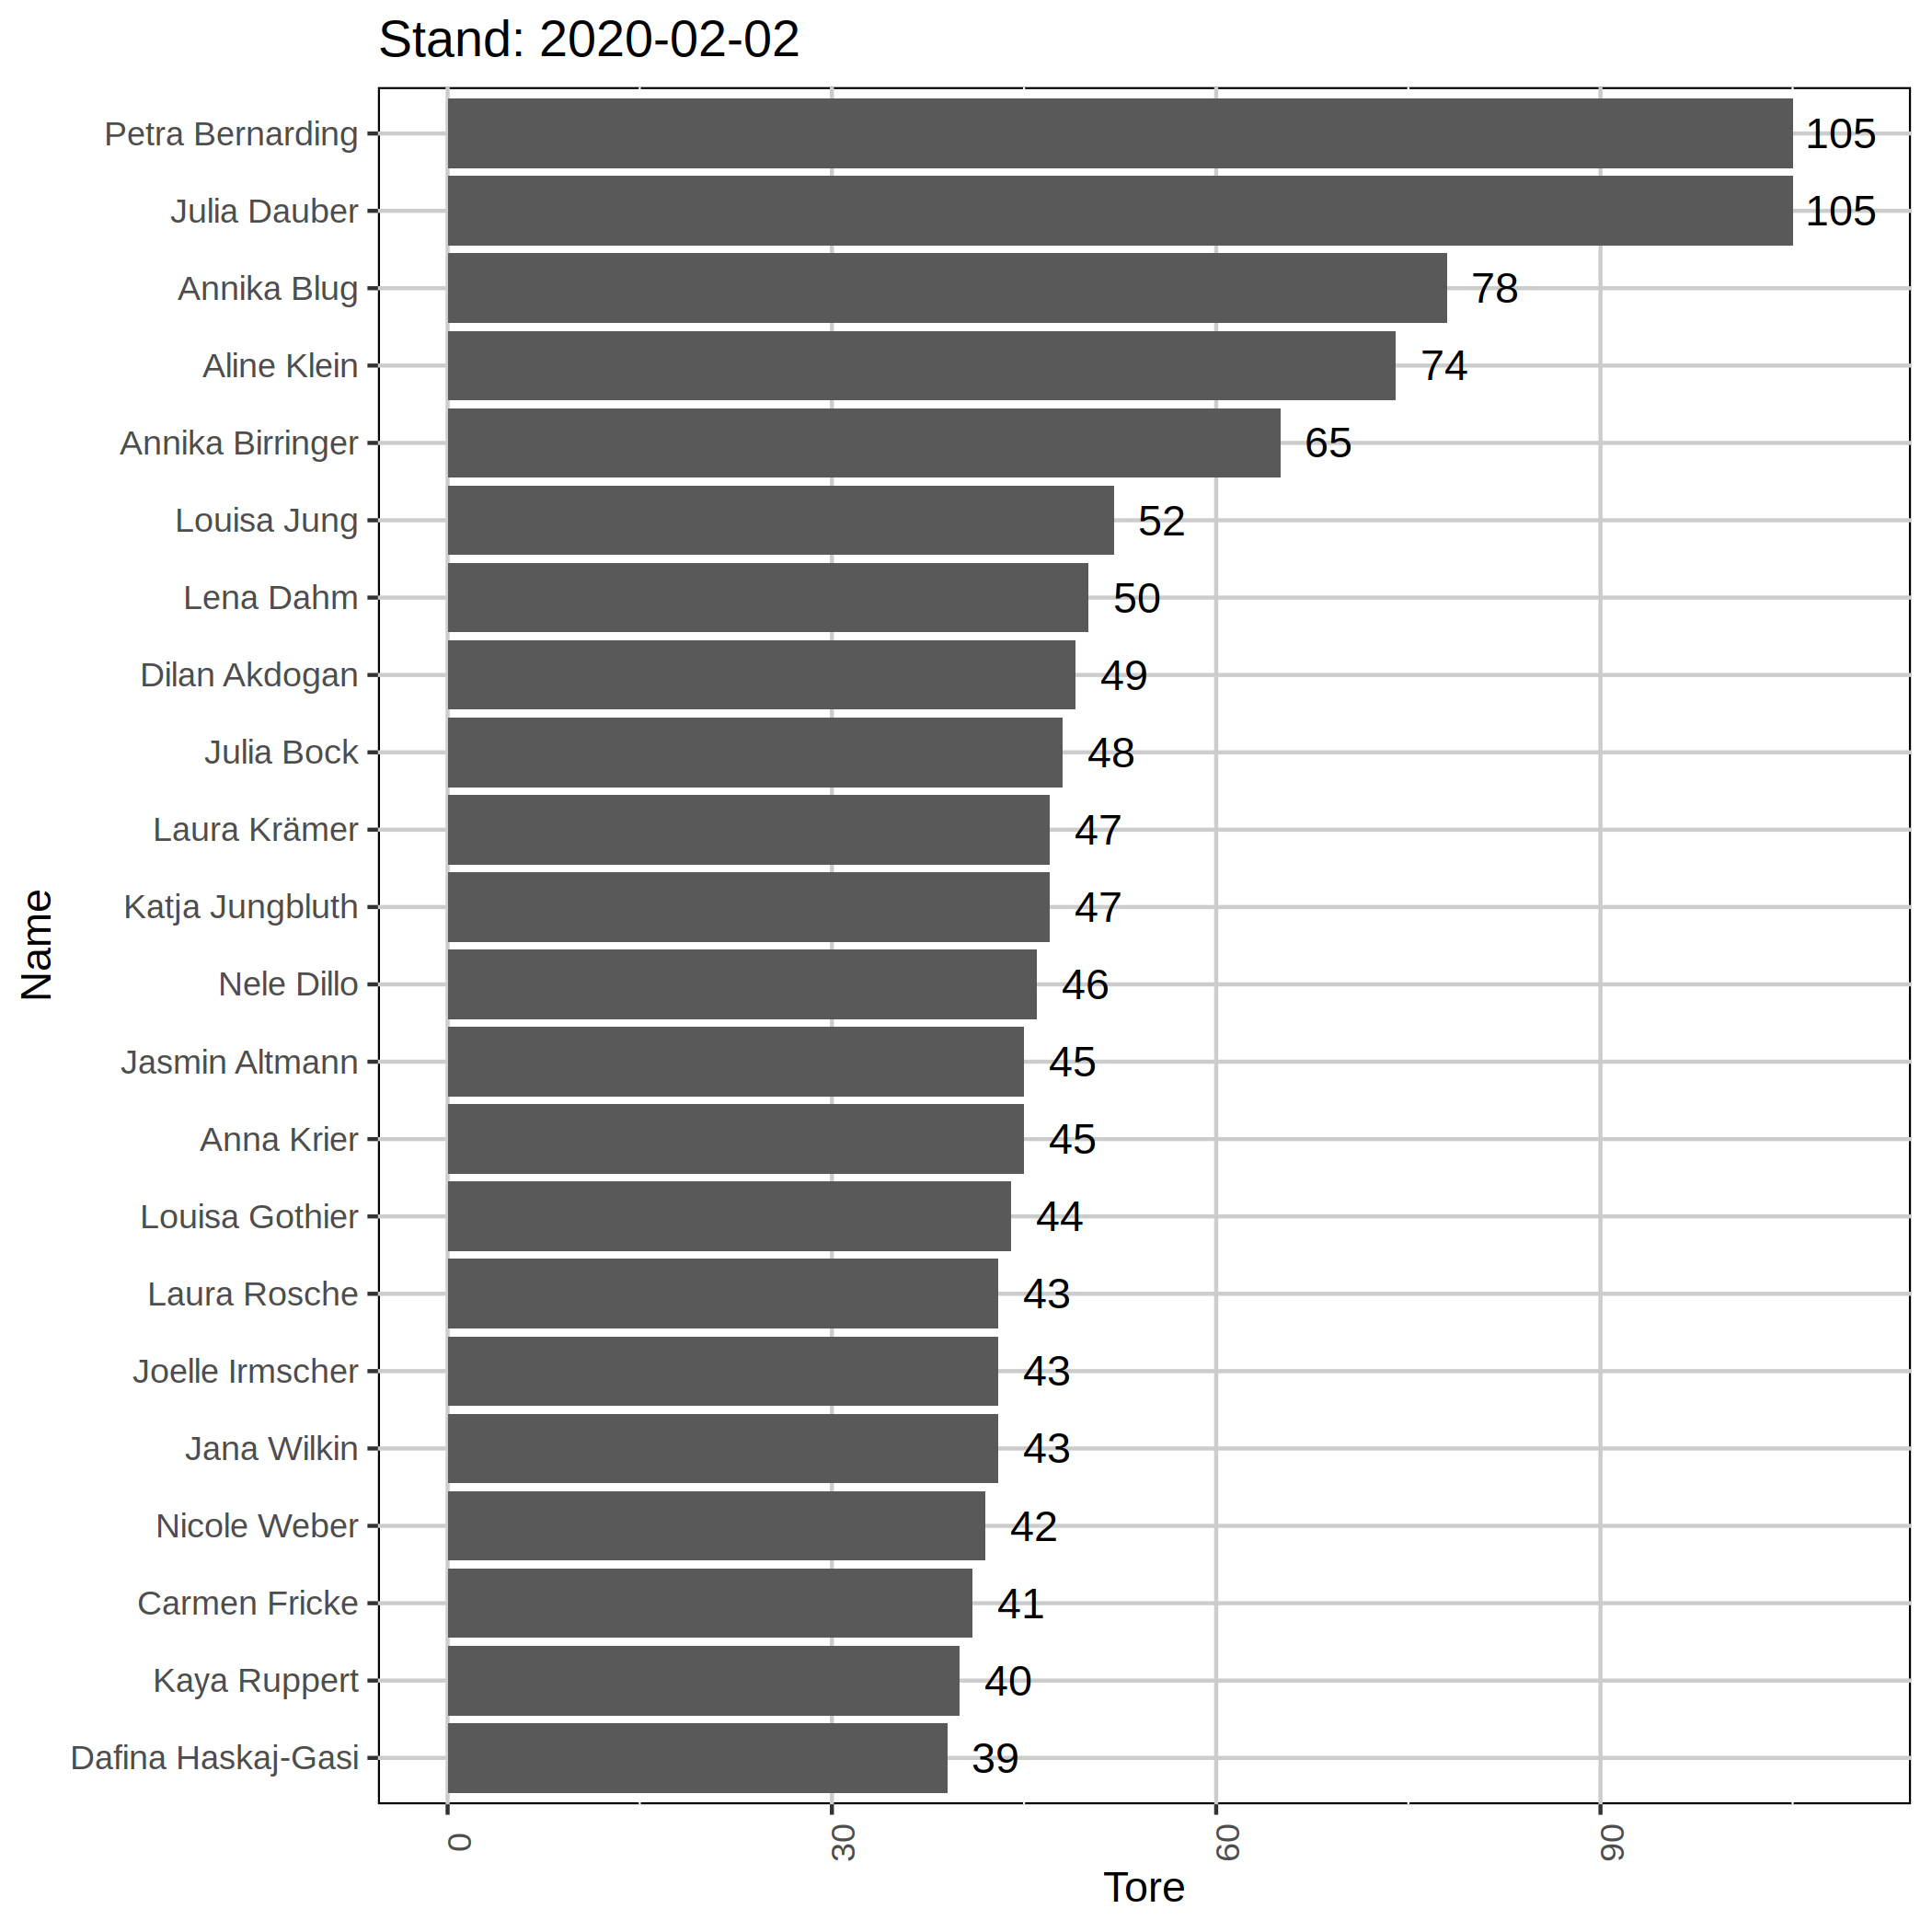 Stand: 2020-02-02
Petra Bernarding 105
Julia Dauber 105
Annika Blug 78
Aline Klein 74
Annika Birringer 65
Louisa Jung 52
Lena Dahm 50
Dilan Akdogan 49
Julia Bock 48
Laura Krämer 47
Katja Jungbluth 47
Nele Dillo 46
Jasmin Altmann 45
Anna Krier 45
Louisa Gothier 44
Laura Rosche 43
Joelle Irmscher 43
Jana Wilkin 43
Nicole Weber 42
Carmen Fricke 41
Kaya Ruppert 40
Dafina Haskaj-Gasi 39
Name
0 30 60 90
Tore